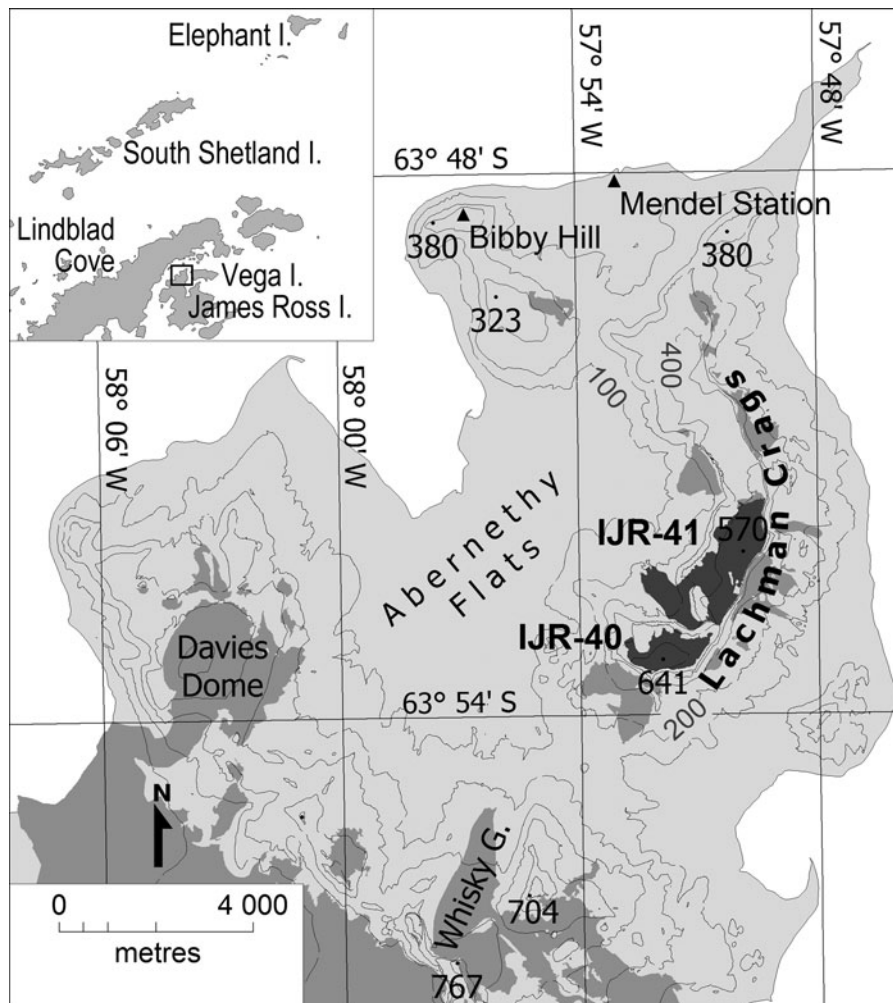 Elephant I.
South Shetland I.
Lindblad
Cove
Vega I.
James Ross I.
63° 48' S
57° 54' W
57° 48' W
Mendel Station
380
Bibby Hill
380
323
58° 06' W
58° 00' W
100
400
Lachman Crags
Abernethy
Flats
IJR-41
570
IJR-40
641
200
Davies
Dome
63° 54' S
N
Whisky G.
704
767
0 4 000
metres